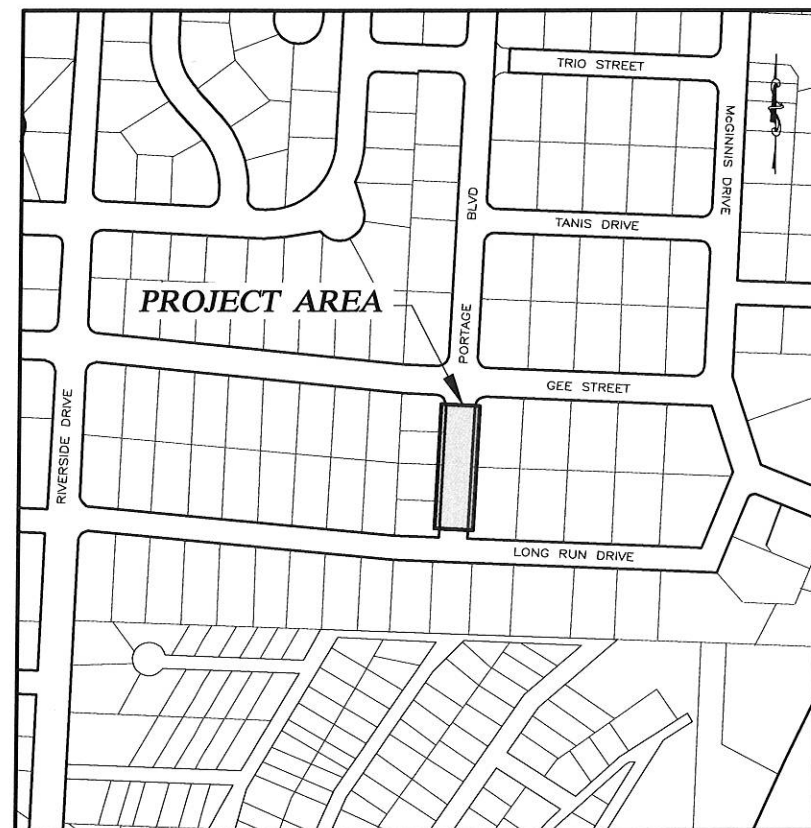 TRIO STREET
McGINNIS DRIVE
BLVD
TANIS DRIVE
PROJECT AREA
PORTAGE
GEE STREET
RIVERSIDE DRIVE
LONG RUN DRIVE